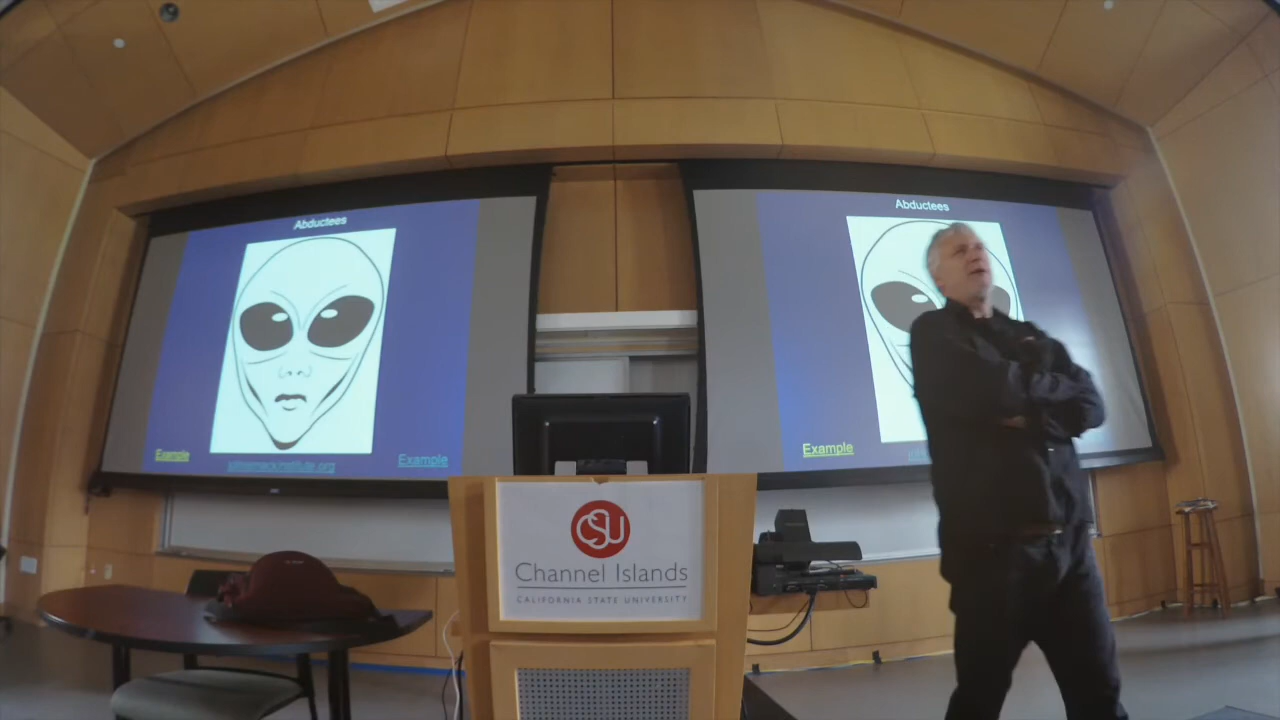 Abductees
Example
Example
Abductees
Example
CSU
Channel Islands
CALIFORNIA STATE UNIVERSITY